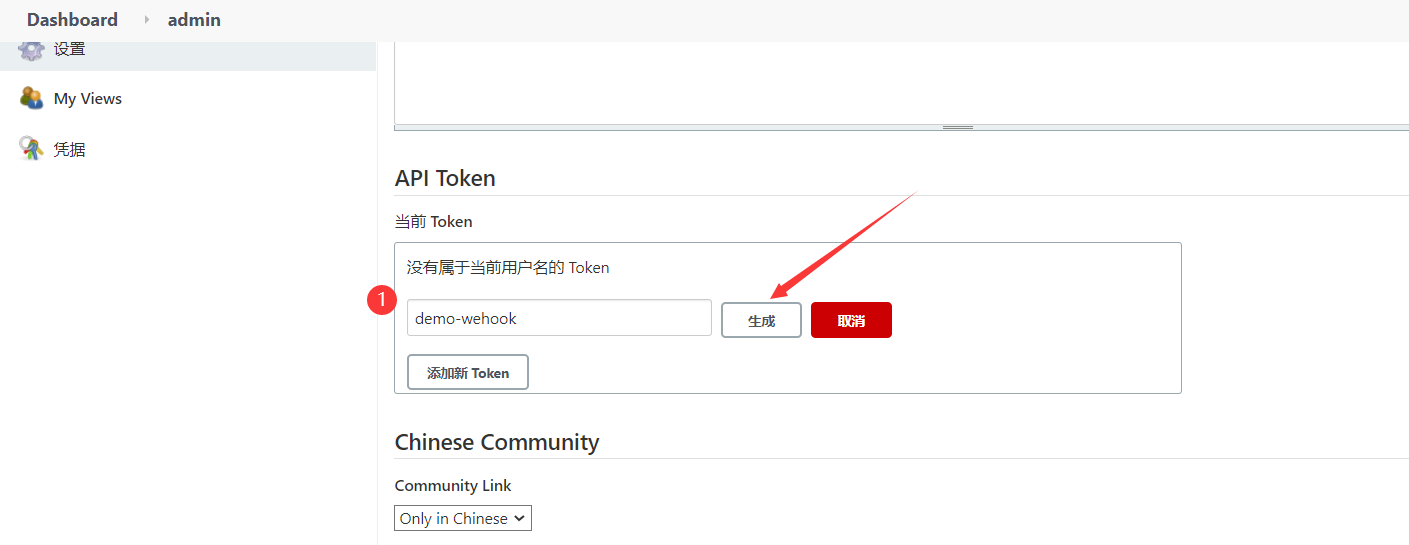 Dashboard admin
设置
My Views
凭据
API Token
当前 Token
没有属于当前用户名的 Token
1
demo-wehook 生成 取消
添加新 Token
Chinese Community
Community Link
Only in Chinese